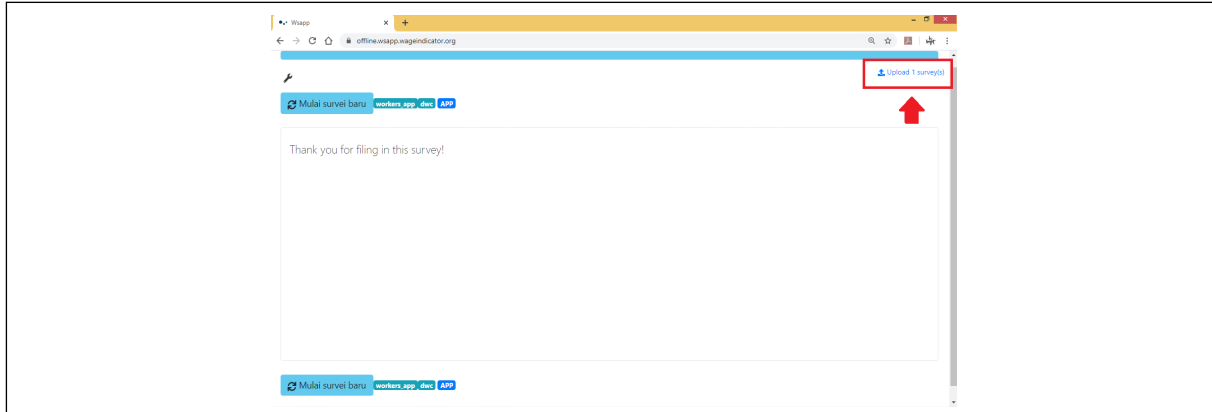 Wsapp
offline.wsapp.wageindicator.org
Upload 1 survey(s)
Mulai survei baru workers_app dwc APP
Thank you for filing in this survey!
Mulai survei baru workers_app dwc APP